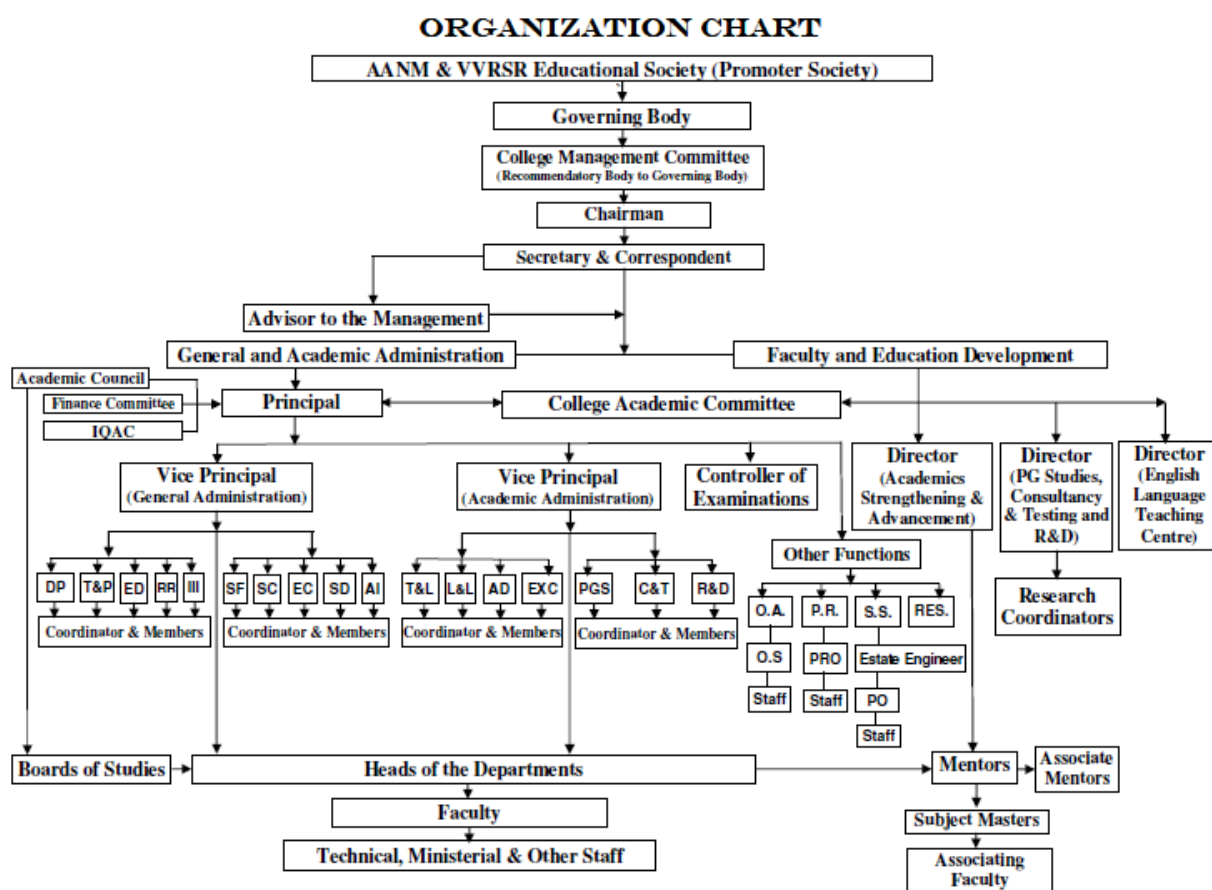 ORGANIZATION CHART
AANM & VVRSR Educational Society (Promoter Society)
Governing Body
College Management Committee
(Recommendatory Body to Governing Body)
Chairman
Secretary & Correspondent
Advisor to the Management
General and Academic Administration
Faculty and Education Development
Academic Council
Finance Committee
IQAC
Principal
College Academic Committee
Vice Principal
(General Administration)
Vice Principal
(Academic Administration)
Controller of
Examinations
Director
(Academics
Strengthening &
Advancement)
Director
(PG Studies,
Consultancy
& Testing and
R&D)
Director
(English
Language
Teaching
Centre)
Other Functions
DP T&P ED RR III
SF SC EC SD AI
T&L L&L AD EXC
PGS C&T R&D
Coordinator & Members
Coordinator & Members
Coordinator & Members
Coordinator & Members
O.A. P.R. S.S. RES.
O.S PRO Estate Engineer
Staff Staff PO
Staff
Research
Coordinators
Boards of Studies
Heads of the Departments
Mentors
Associate
Mentors
Faculty
Subject Masters
Technical, Ministerial & Other Staff
Associating
Faculty